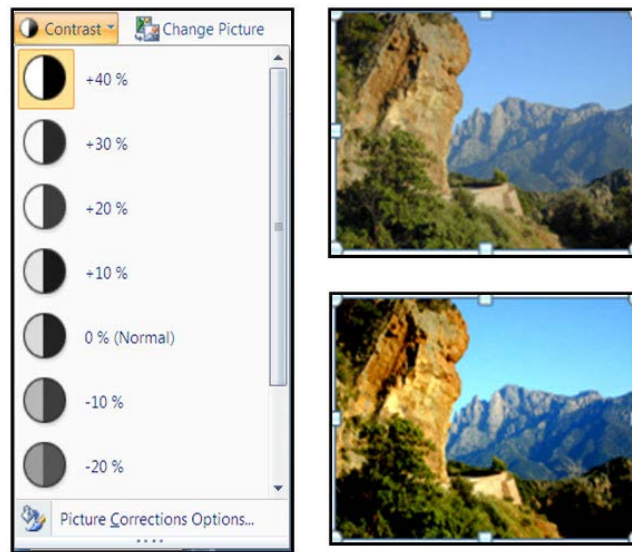 Contrast Change Picture
+40 %
+30 %
+20 %
+10 %
0 % (Normal)
-10 %
-20 %
Picture Corrections Options...